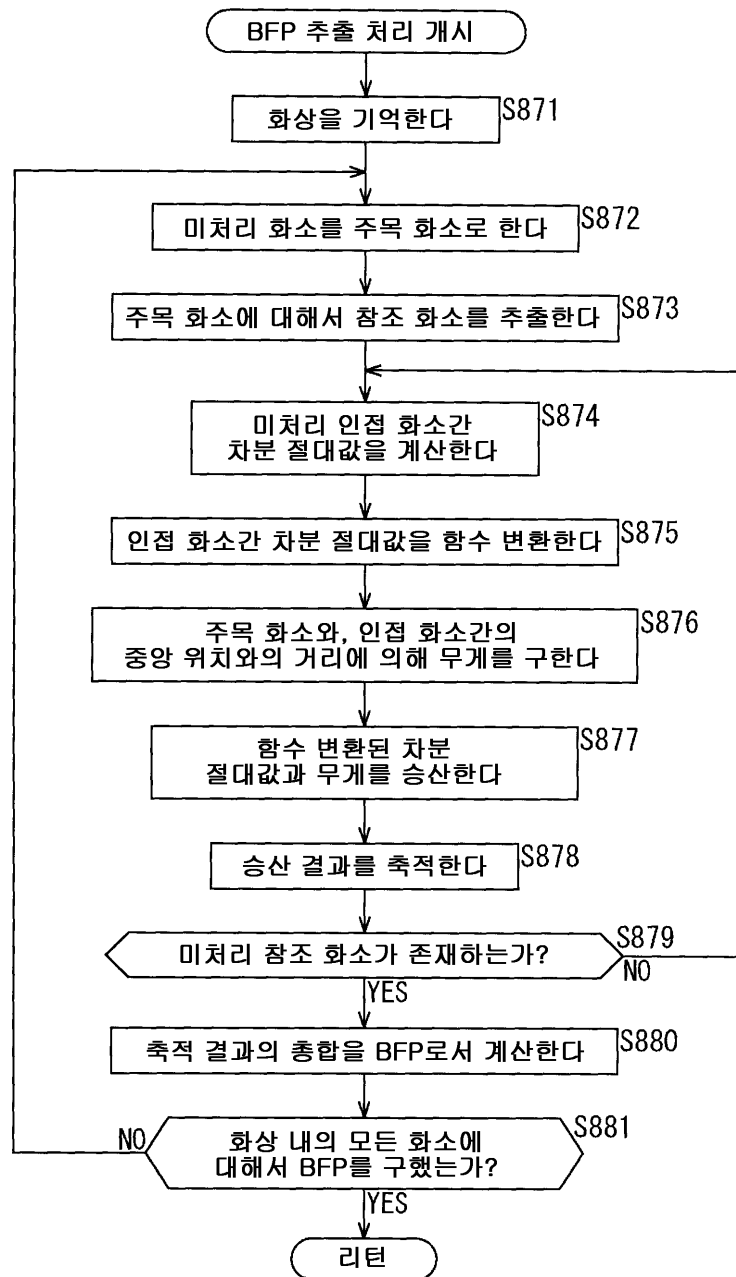 BFP 추출 처리 개시
화상을 기억한다
S871
미처리 화소를 주목 화소로 한다
S872
주목 화소에 대해서 참조 화소를 추출한다
S873
미처리 인접 화소간
차분 절대값을 계산한다
S874
인접 화소간 차분 절대값을 함수 변환한다
S875
주목 화소와, 인접 화소간의
중앙 위치와의 거리에 의해 무게를 구한다
S876
함수 변환된 차분
절대값과 무게를 승산한다
S877
승산 결과를 축적한다
S878
미처리 참조 화소가 존재하는가?
S879
NO
YES
축적 결과의 총합을 BFP로서 계산한다
S880
NO
화상 내의 모든 화소에
대해서 BFP를 구했는가?
S881
YES
리턴